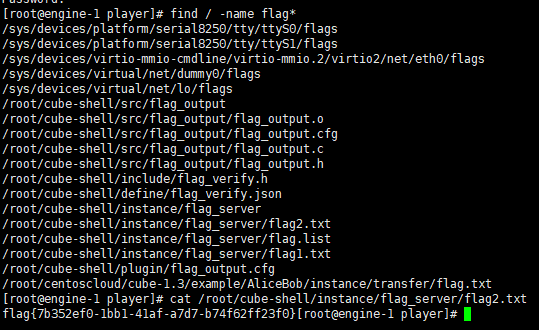 [root@engine-1 player]# find / -name flag*
/sys/devices/platform/serial8250/tty/ttyS0/flags
/sys/devices/platform/serial8250/tty/ttyS1/flags
/sys/devices/virtio-mmio-cmdline/virtio-mmio.2/virtio2/net/eth0/flags
/sys/devices/virtual/net/dummy0/flags
/sys/devices/virtual/net/lo/flags
/root/cube-shell/src/flag_output
/root/cube-shell/src/flag_output/flag_output.o
/root/cube-shell/src/flag_output/flag_output.cfg
/root/cube-shell/src/flag_output/flag_output.c
/root/cube-shell/src/flag_output/flag_output.h
/root/cube-shell/include/flag_verify.h
/root/cube-shell/define/flag_verify.json
/root/cube-shell/instance/flag_server
/root/cube-shell/instance/flag_server/flag2.txt
/root/cube-shell/instance/flag_server/flag.list
/root/cube-shell/instance/flag_server/flag1.txt
/root/cube-shell/plugin/flag_output.cfg
/root/centoscloud/cube-1.3/example/AliceBob/instance/transfer/flag.txt
[root@engine-1 player]# cat /root/cube-shell/instance/flag_server/flag2.txt
flag{7b352ef0-1bb1-41af-a7d7-b74f62ff23f0}[root@engine-1 player]#